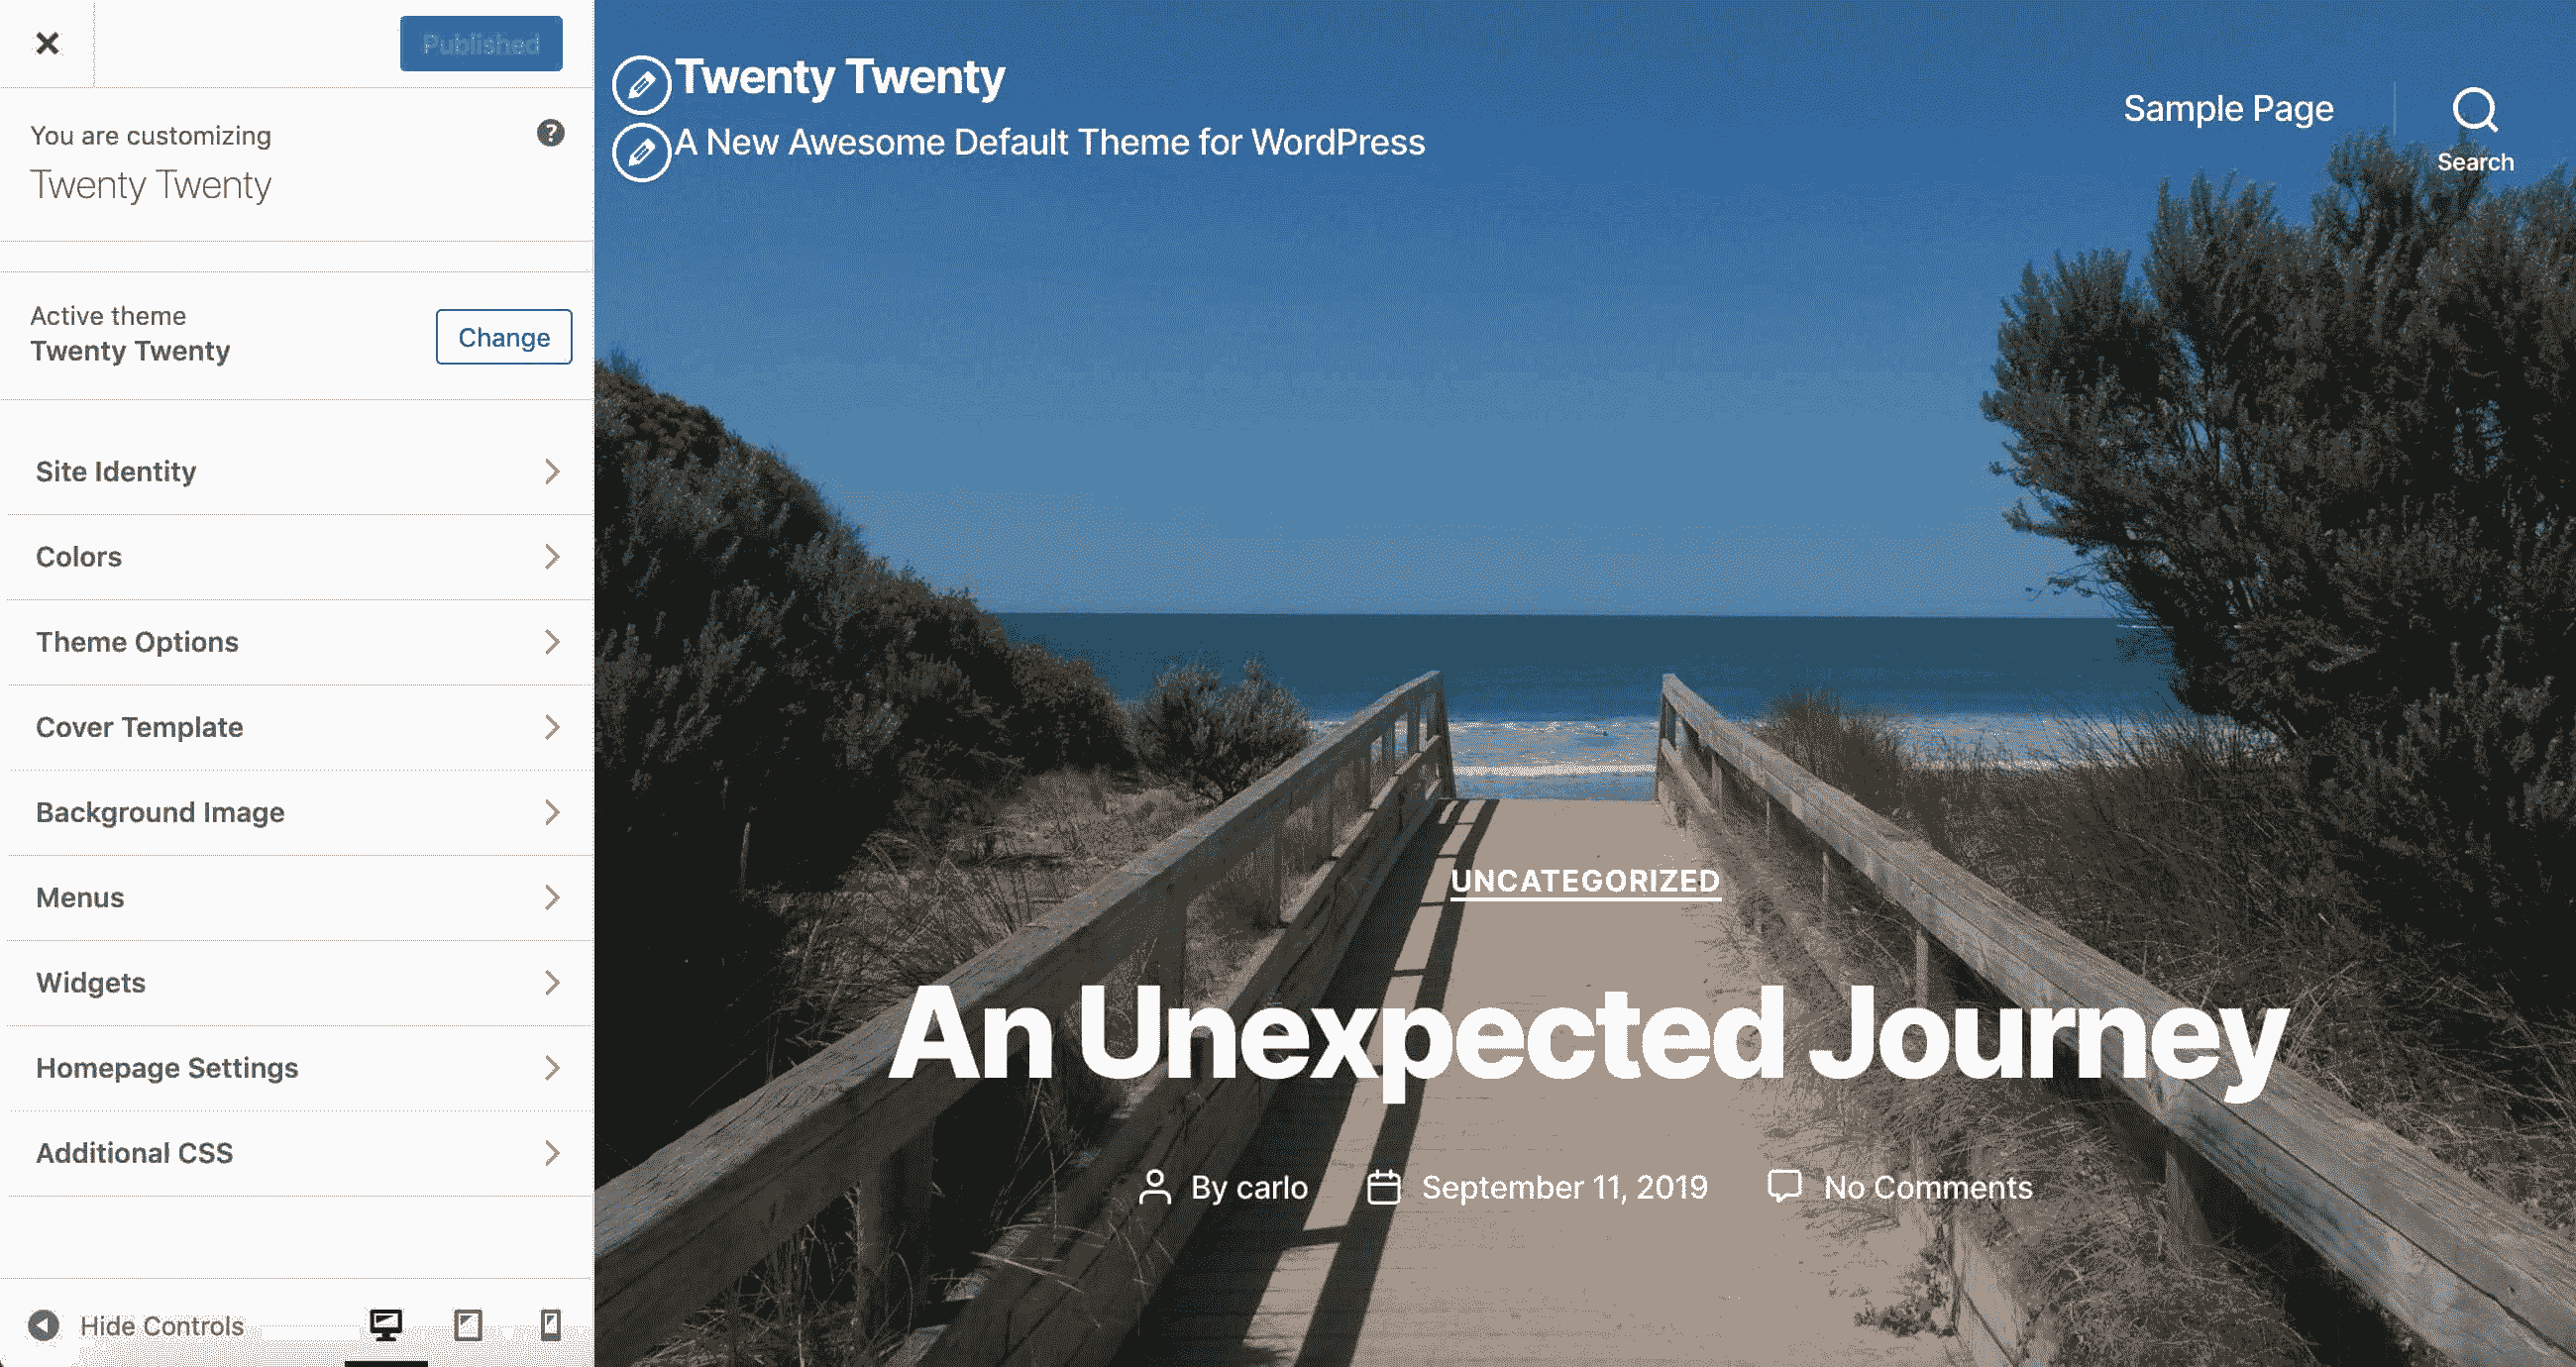 Published
You are customizing
Twenty Twenty
Active theme
Twenty Twenty
Change
Site Identity
Colors
Theme Options
Cover Template
Background Image
Menus
Widgets
Homepage Settings
Additional CSS
Hide Controls
Twenty Twenty
A New Awesome Default Theme for WordPress
Sample Page
Search
UNCATEGORIZED
An Unexpected Journey
By carlo September 11, 2019 No Comments